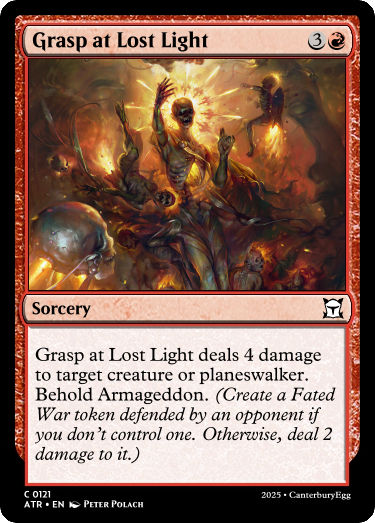 Grasp at Lost Light 3
Sorcery
Grasp at Lost Light deals 4 damage
to target creature or planeswalker.
Behold Armageddon. (Create a Fated
War token defended by an opponent if
you don't control one. Otherwise, deal 2
damage to it.)
C 0121
ATR • EN Peter Polach
2025 • CanterburyEgg